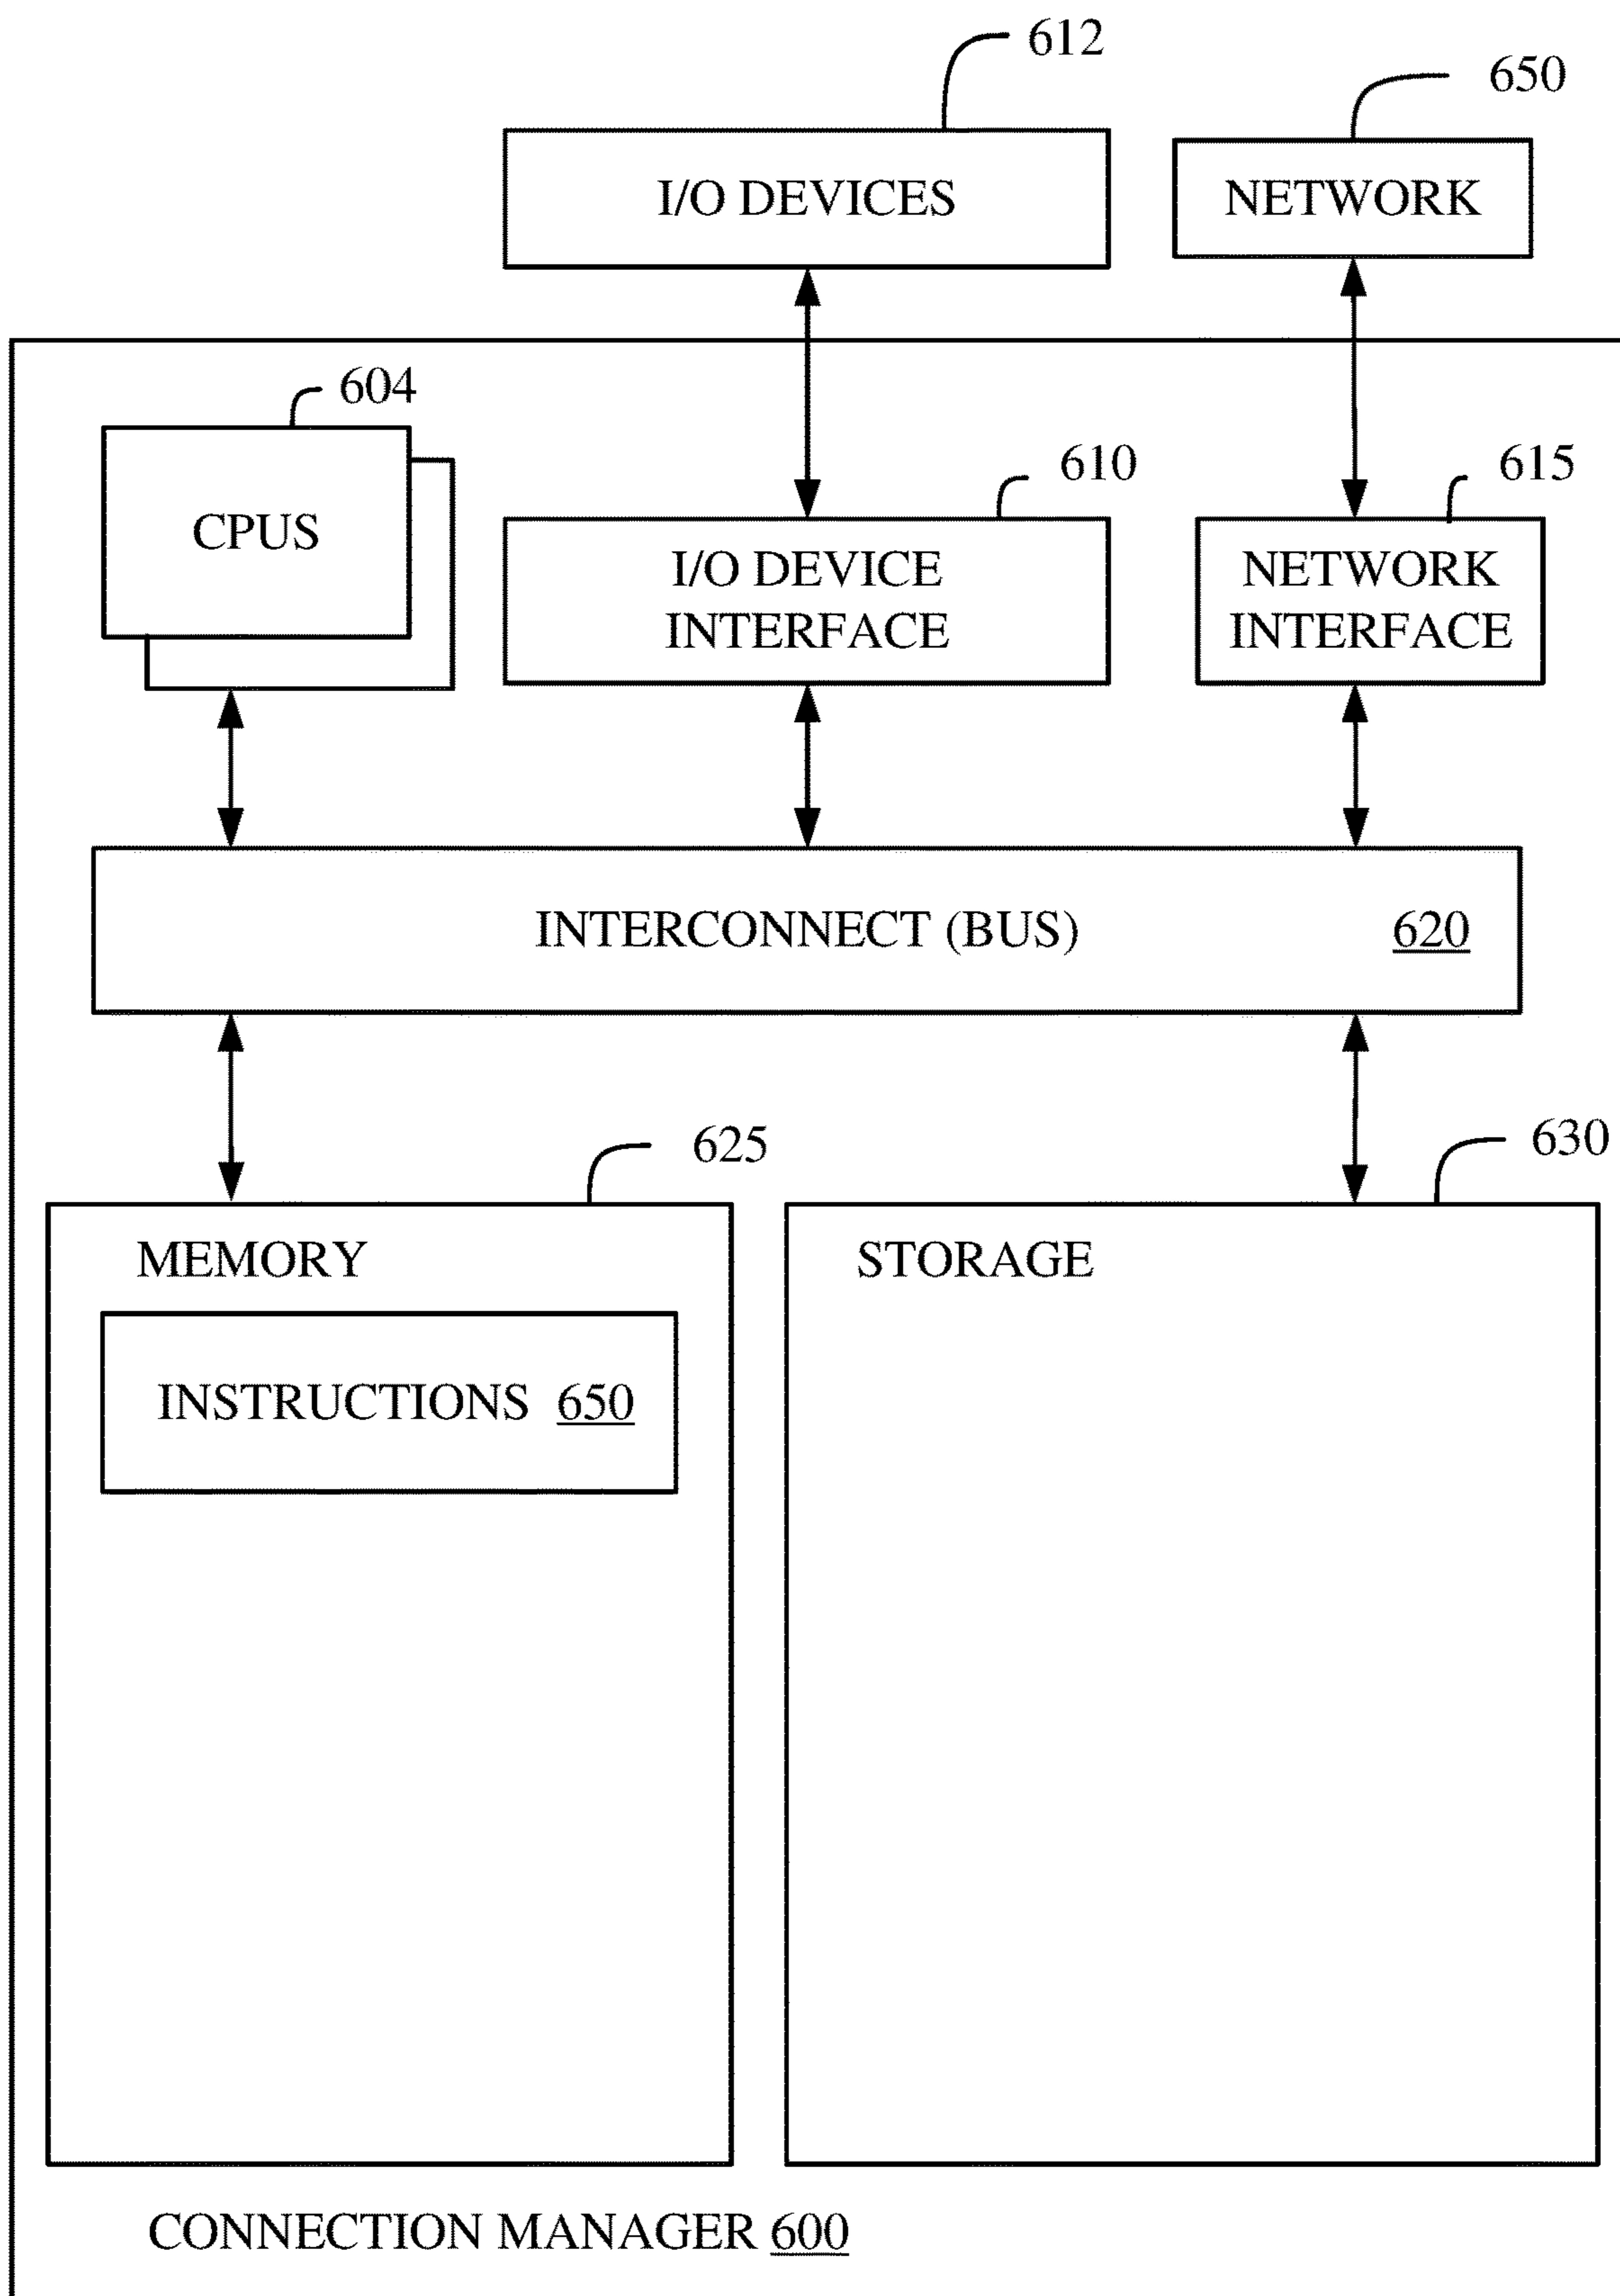 612
650
I/O DEVICES
NETWORK
604
610
615
CPUS
I/O DEVICE
INTERFACE
NETWORK
INTERFACE
INTERCONNECT (BUS) 620
625
630
MEMORY
STORAGE
INSTRUCTIONS 650
CONNECTION MANAGER 600